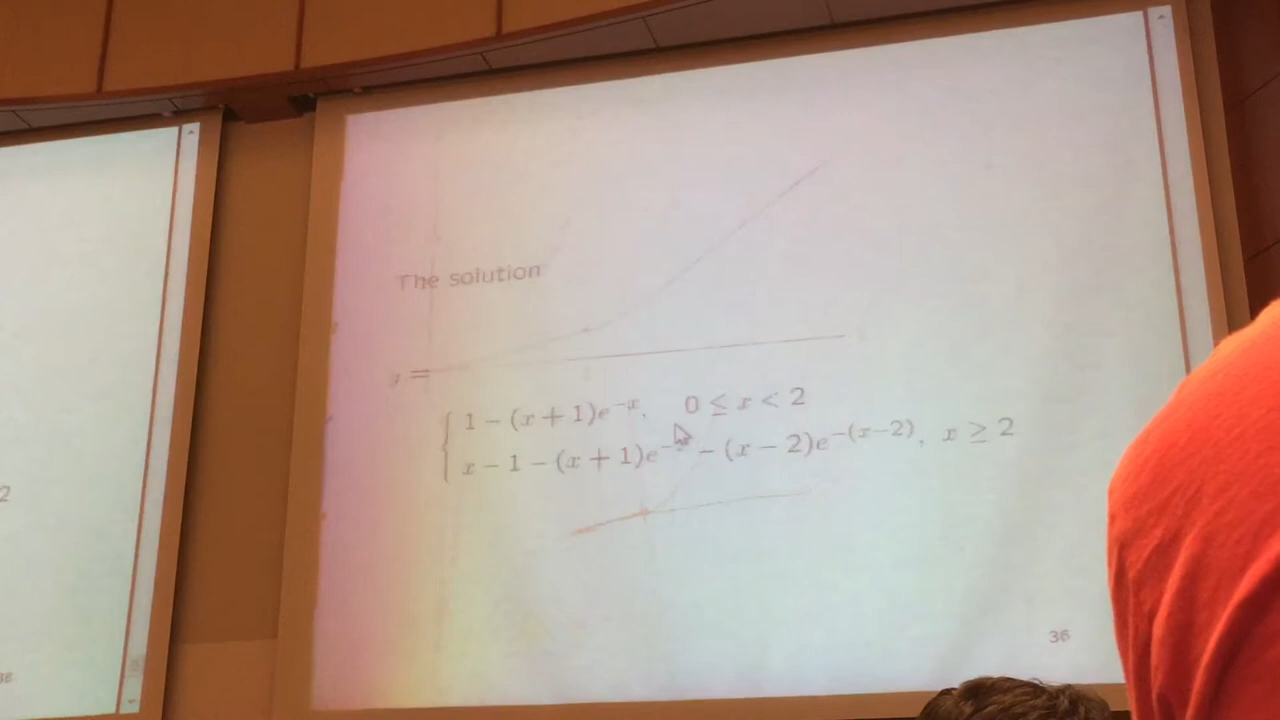 The solution
y =
1 − (x + 1)e^{−x}, 0 ≤ x < 2
x − 1 − (x + 1)e^{−x} − (x − 2)e^{−(x−2)}, x ≥ 2
2
36